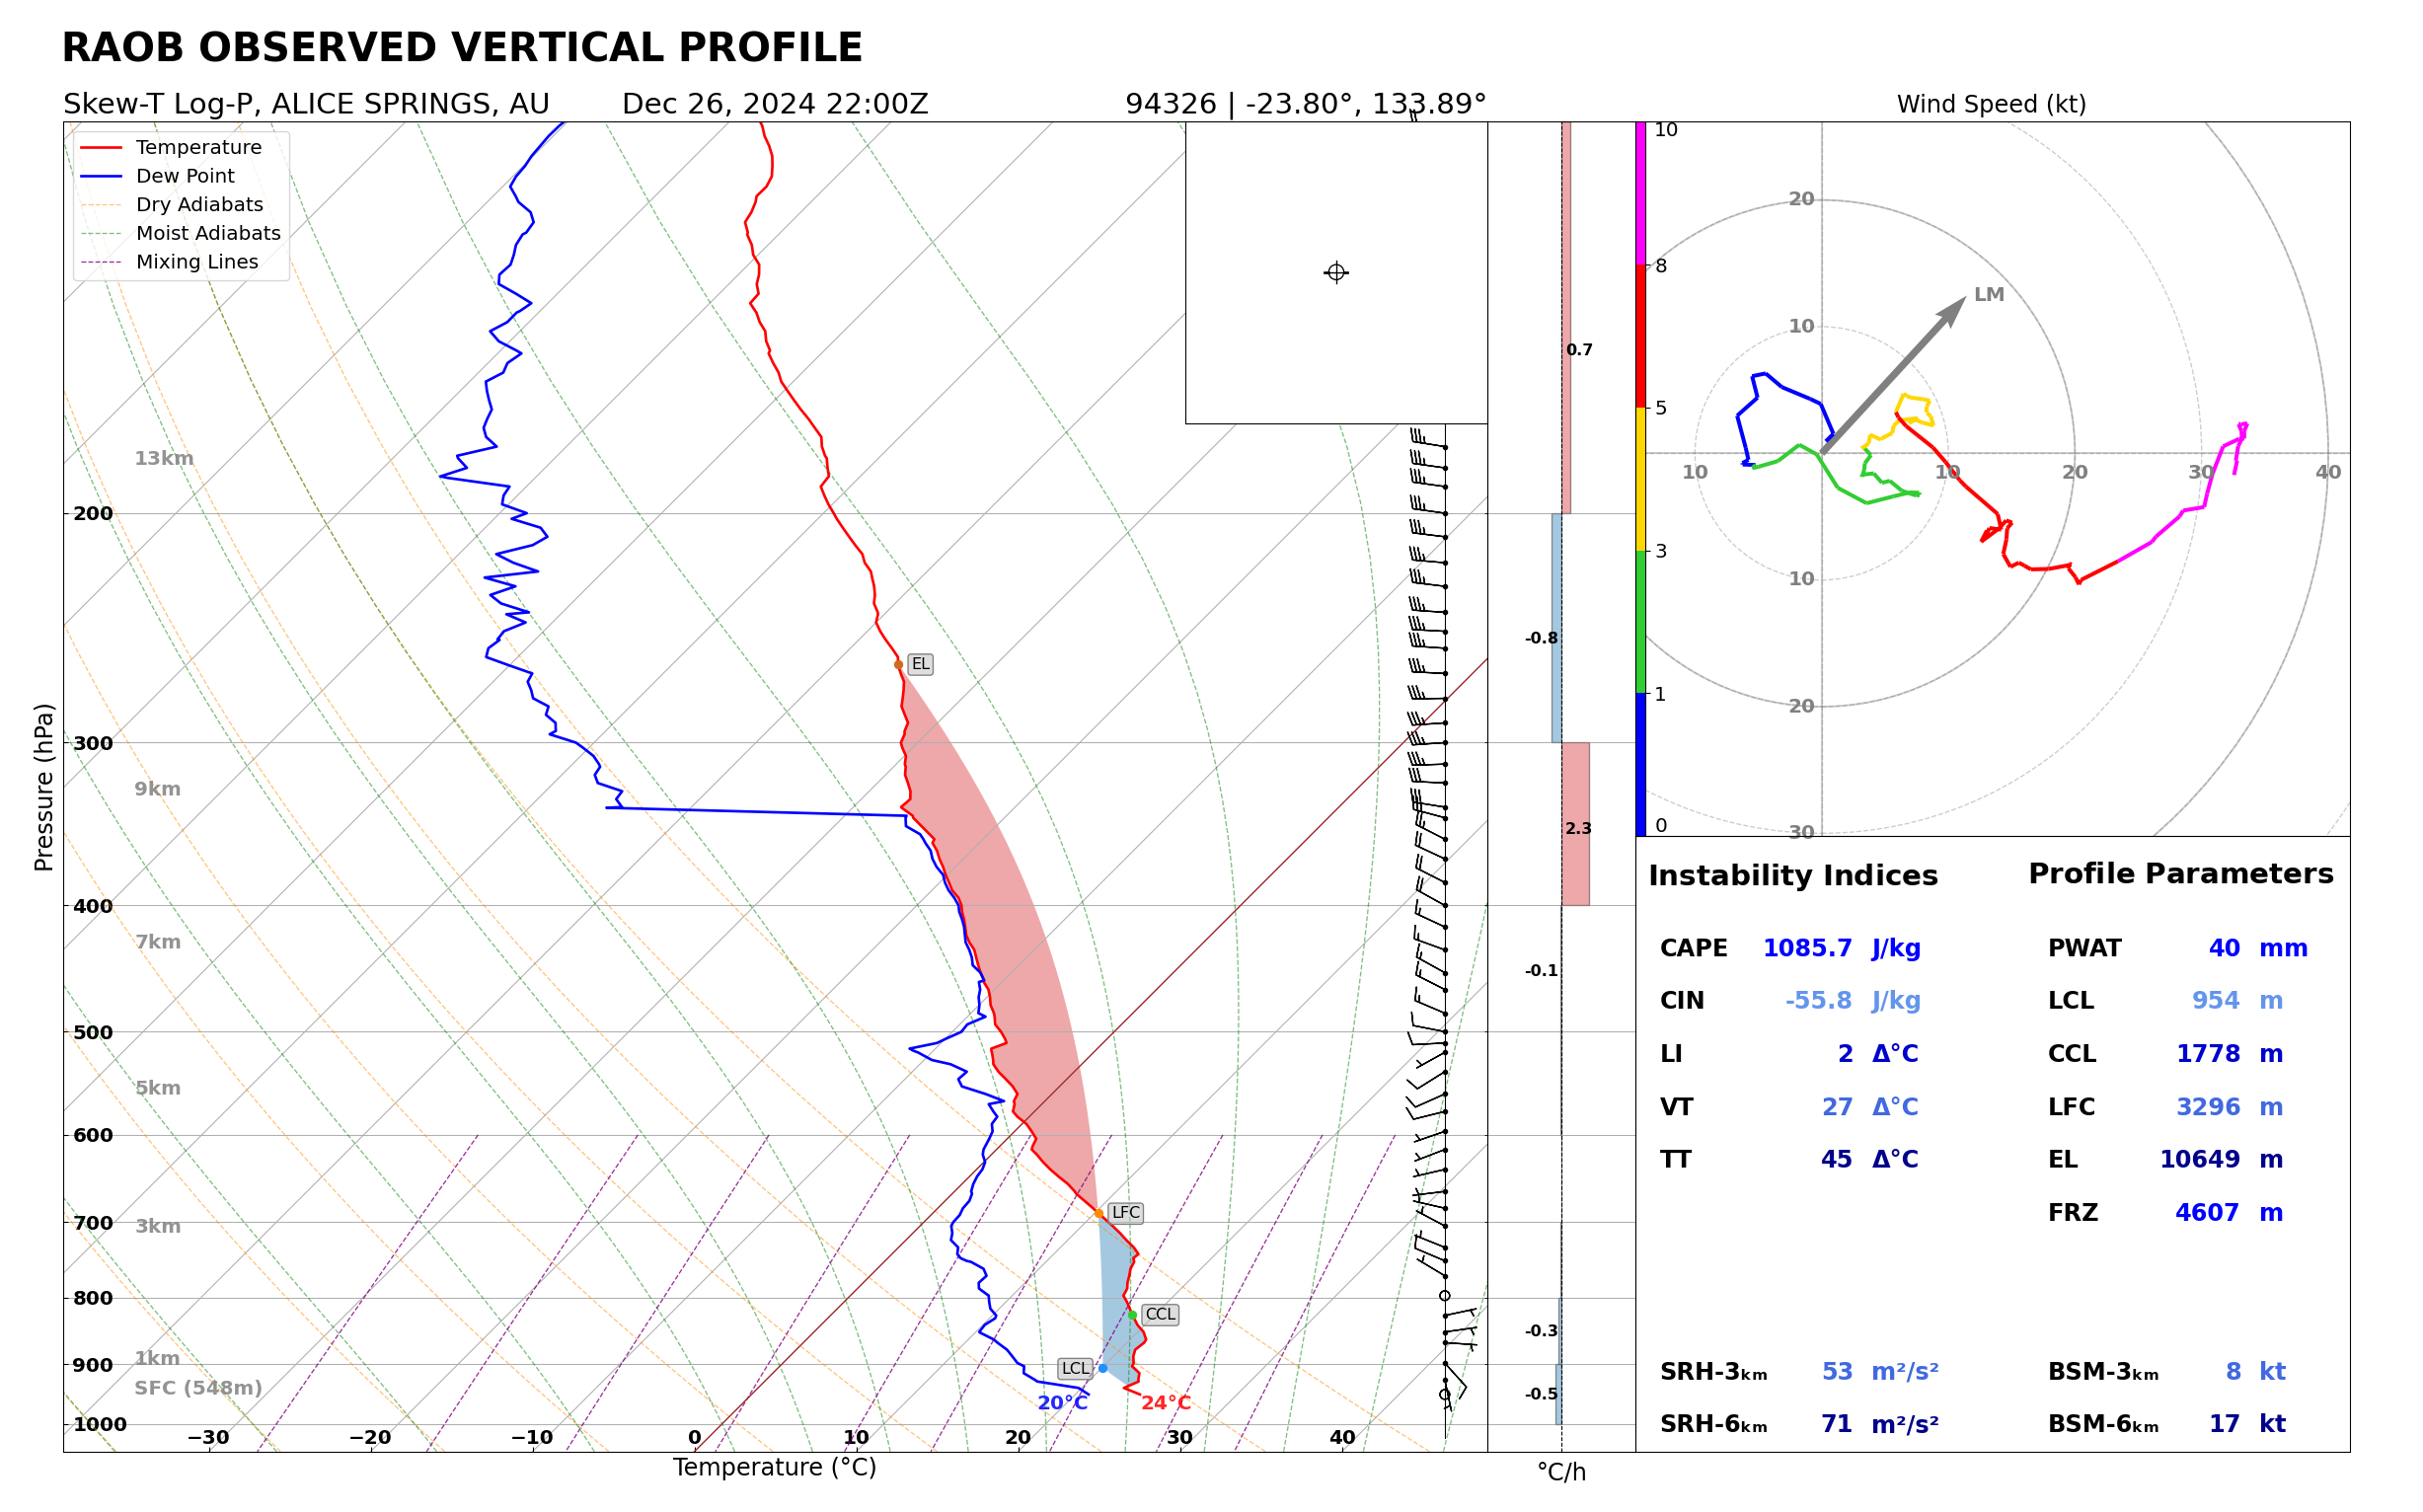 RAOB OBSERVED VERTICAL PROFILE
Skew-T Log-P, ALICE SPRINGS, AU Dec 26, 2024 22:00Z 94326 | -23.80°, 133.89°
Wind Speed (kt)
Temperature
Dew Point
Dry Adiabats
Moist Adiabats
Mixing Lines
Pressure (hPa)
200
300
400
500
600
700
800
900
1000
13km
9km
7km
5km
3km
1km
SFC (548m)
EL
LFC
CCL
LCL
20°C 24°C
−30 −20 −10 0 10 20 30 40
Temperature (°C)
0.7
-0.8
2.3
-0.1
-0.3
-0.5
°C/h
10
8
5
3
1
0
20
10
LM
10 10 20 30 40
10
20
30
Instability Indices
CAPE 1085.7 J/kg
CIN -55.8 J/kg
LI 2 Δ°C
VT 27 Δ°C
TT 45 Δ°C
SRH-3km 53 m²/s²
SRH-6km 71 m²/s²
Profile Parameters
PWAT 40 mm
LCL 954 m
CCL 1778 m
LFC 3296 m
EL 10649 m
FRZ 4607 m
BSM-3km 8 kt
BSM-6km 17 kt